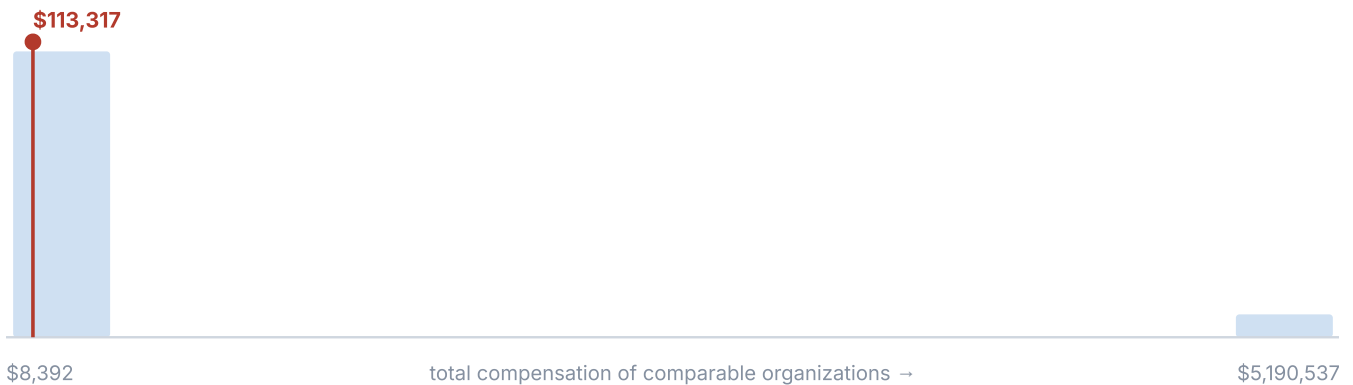 $113,317
$8,392
total compensation of comparable organizations →
$5,190,537